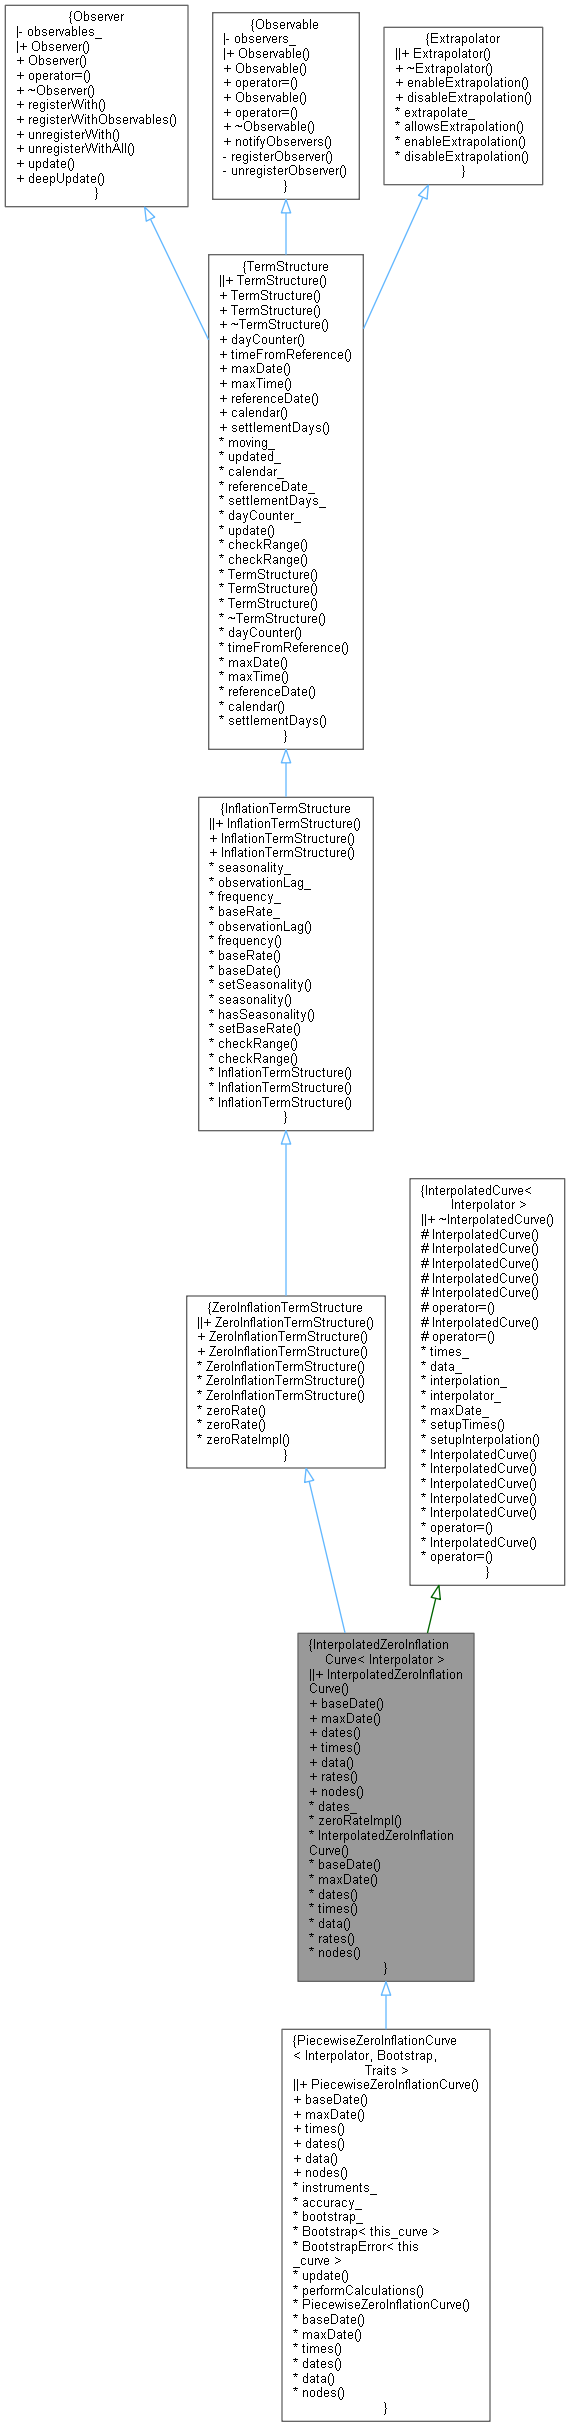 {Observer
|- observables_
|+ Observer()
+ Observer()
+ operator=()
+ ~Observer()
+ registerWith()
+ registerWithObservables()
+ unregisterWith()
+ unregisterWithAll()
+ update()
+ deepUpdate()
}
{Observable
|- observers_
|+ Observable()
+ Observable()
+ operator=()
+ Observable()
+ operator=()
+ ~Observable()
+ notifyObservers()
- registerObserver()
- unregisterObserver()
}
{Extrapolator
||+ Extrapolator()
+ ~Extrapolator()
+ enableExtrapolation()
+ disableExtrapolation()
* extrapolate_
* allowsExtrapolation()
* enableExtrapolation()
* disableExtrapolation()
}
{TermStructure
||+ TermStructure()
+ TermStructure()
+ TermStructure()
+ ~TermStructure()
+ dayCounter()
+ timeFromReference()
+ maxDate()
+ maxTime()
+ referenceDate()
+ calendar()
+ settlementDays()
* moving_
* updated_
* calendar_
* referenceDate_
* settlementDays_
* dayCounter_
* update()
* checkRange()
* checkRange()
* TermStructure()
* TermStructure()
* TermStructure()
* ~TermStructure()
* dayCounter()
* timeFromReference()
* maxDate()
* maxTime()
* referenceDate()
* calendar()
* settlementDays()
}
{InflationTermStructure
||+ InflationTermStructure()
+ InflationTermStructure()
+ InflationTermStructure()
* seasonality_
* observationLag_
* frequency_
* baseRate_
* observationLag()
* frequency()
* baseRate()
* baseDate()
* setSeasonality()
* seasonality()
* hasSeasonality()
* setBaseRate()
* checkRange()
* checkRange()
* InflationTermStructure()
* InflationTermStructure()
* InflationTermStructure()
}
{InterpolatedCurve<
Interpolator >
||+ ~InterpolatedCurve()
# InterpolatedCurve()
# InterpolatedCurve()
# InterpolatedCurve()
# InterpolatedCurve()
# InterpolatedCurve()
# operator=()
# InterpolatedCurve()
# operator=()
* times_
* data_
* interpolation_
* interpolator_
* maxDate_
* setupTimes()
* setupInterpolation()
* InterpolatedCurve()
* InterpolatedCurve()
* InterpolatedCurve()
* InterpolatedCurve()
* InterpolatedCurve()
* operator=()
* InterpolatedCurve()
* operator=()
}
{ZeroInflationTermStructure
||+ ZeroInflationTermStructure()
+ ZeroInflationTermStructure()
+ ZeroInflationTermStructure()
* ZeroInflationTermStructure()
* ZeroInflationTermStructure()
* ZeroInflationTermStructure()
* zeroRate()
* zeroRate()
* zeroRateImpl()
}
{InterpolatedZeroInflation
Curve< Interpolator >
||+ InterpolatedZeroInflation
Curve()
+ baseDate()
+ maxDate()
+ dates()
+ times()
+ data()
+ rates()
+ nodes()
* dates_
* zeroRateImpl()
* InterpolatedZeroInflation
Curve()
* baseDate()
* maxDate()
* dates()
* times()
* data()
* rates()
* nodes()
}
{PiecewiseZeroInflationCurve
< Interpolator, Bootstrap,
Traits >
||+ PiecewiseZeroInflationCurve()
+ baseDate()
+ maxDate()
+ times()
+ dates()
+ data()
+ nodes()
* instruments_
* accuracy_
* bootstrap_
* Bootstrap< this_curve >
* BootstrapError< this
_curve >
* update()
* performCalculations()
* PiecewiseZeroInflationCurve()
* baseDate()
* maxDate()
* times()
* dates()
* data()
* nodes()
}